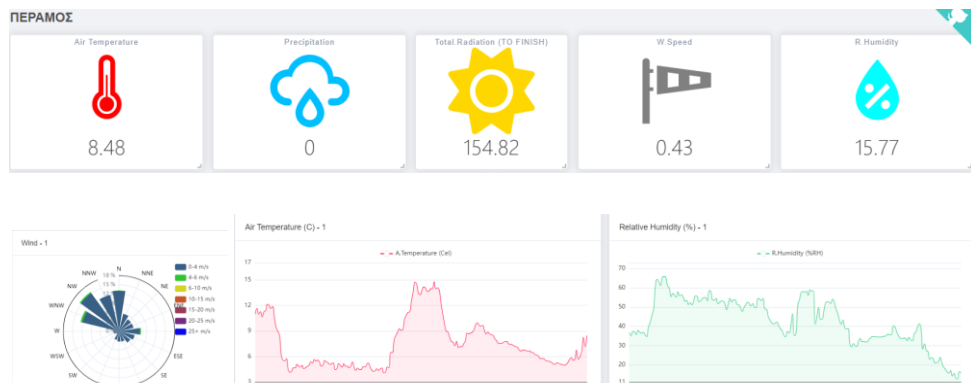 ΠΕΡΑΜΟΣ
Air Temperature
Precipitation
Total Radiation (TO FINISH)
W.Speed
R.Humidity
8.48
0
154.82
0.43
15.77
Wind - 1
N
NNE
NE
ESE
SE
SW
WSW
W
WNW
NW
NNW
18 %
15 %
0-4 m/s
4-6 m/s
6-10 m/s
10-15 m/s
15-20 m/s
20-25 m/s
25+ m/s
Air Temperature (C) - 1
A.Temperature (Cel)
17
15
12
9
6
3
Relative Humidity (%) - 1
R.Humidity (%RH)
70
60
50
40
30
20
11